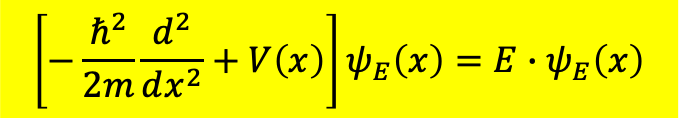 [-ħ²/2m d²/dx² + V(x)] ψ_E(x) = E · ψ_E(x)